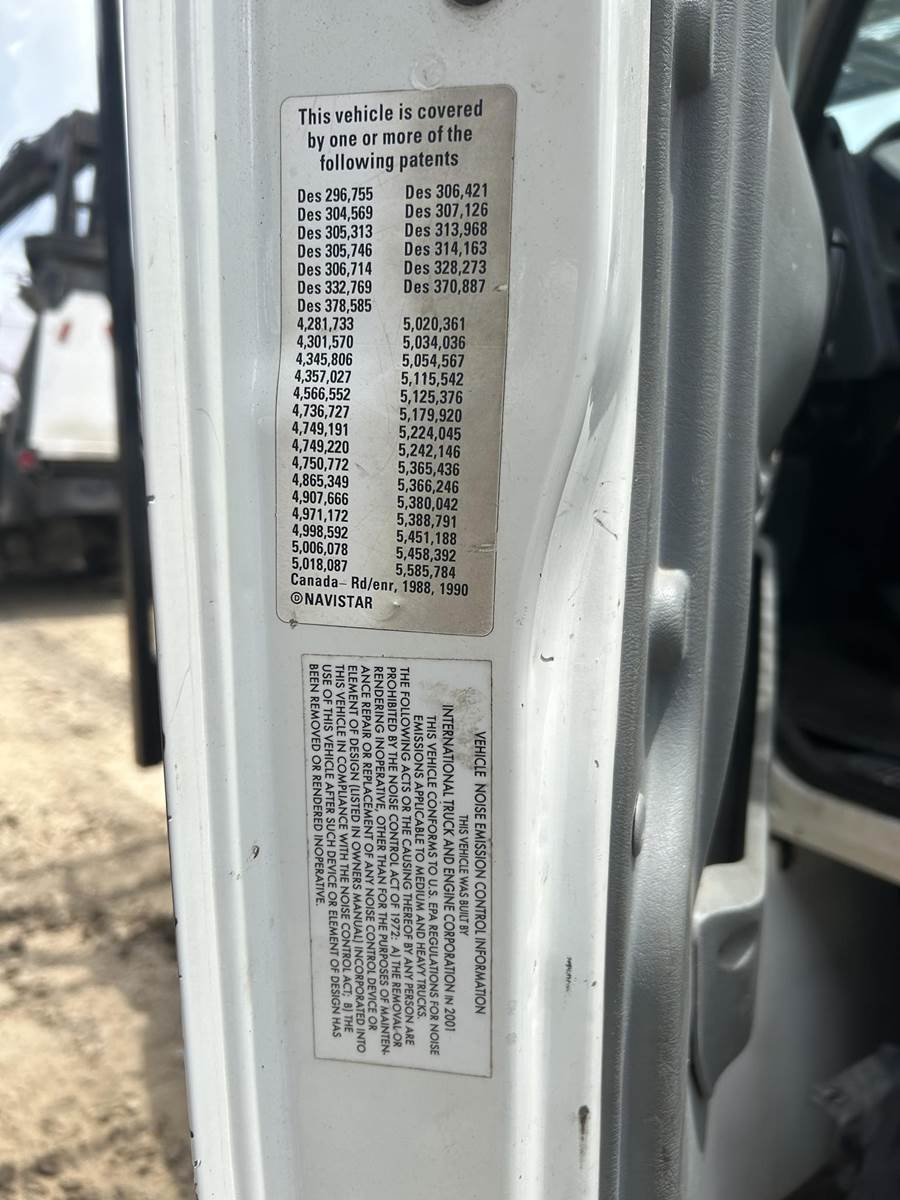 This vehicle is covered
by one or more of the
following patents
Des 296,755 Des 306,421
Des 304,569 Des 307,126
Des 305,313 Des 313,968
Des 305,746 Des 314,163
Des 306,714 Des 328,273
Des 332,769 Des 370,887
Des 378,585
4,281,733 5,020,361
4,301,570 5,034,036
4,345,806 5,054,567
4,357,027 5,115,542
4,566,552 5,125,376
4,736,727 5,179,920
4,749,191 5,224,045
4,749,220 5,242,146
4,750,772 5,365,436
4,865,349 5,366,246
4,907,666 5,380,042
4,971,172 5,388,791
4,998,592 5,451,188
5,006,078 5,458,392
5,018,087 5,585,784
Canada– Rd/enr, 1988, 1990
©NAVISTAR
VEHICLE NOISE EMISSION CONTROL INFORMATION
THIS VEHICLE WAS BUILT BY
INTERNATIONAL TRUCK AND ENGINE CORPORATION IN 2001
THIS VEHICLE CONFORMS TO U.S. EPA REGULATIONS FOR NOISE
EMISSIONS APPLICABLE TO MEDIUM AND HEAVY TRUCKS.
THE FOLLOWING ACTS OR THE CAUSING THEREOF BY ANY PERSON ARE
PROHIBITED BY THE NOISE CONTROL ACT OF 1972: A) THE REMOVAL OR
RENDERING INOPERATIVE, OTHER THAN FOR THE PURPOSES OF MAINTEN-
ANCE REPAIR OR REPLACEMENT OF ANY NOISE CONTROL DEVICE OR
ELEMENT OF DESIGN (LISTED IN OWNERS MANUAL) INCORPORATED INTO
THIS VEHICLE IN COMPLIANCE WITH THE NOISE CONTROL ACT; B) THE
USE OF THIS VEHICLE AFTER SUCH DEVICE OR ELEMENT OF DESIGN HAS
BEEN REMOVED OR RENDERED INOPERATIVE.